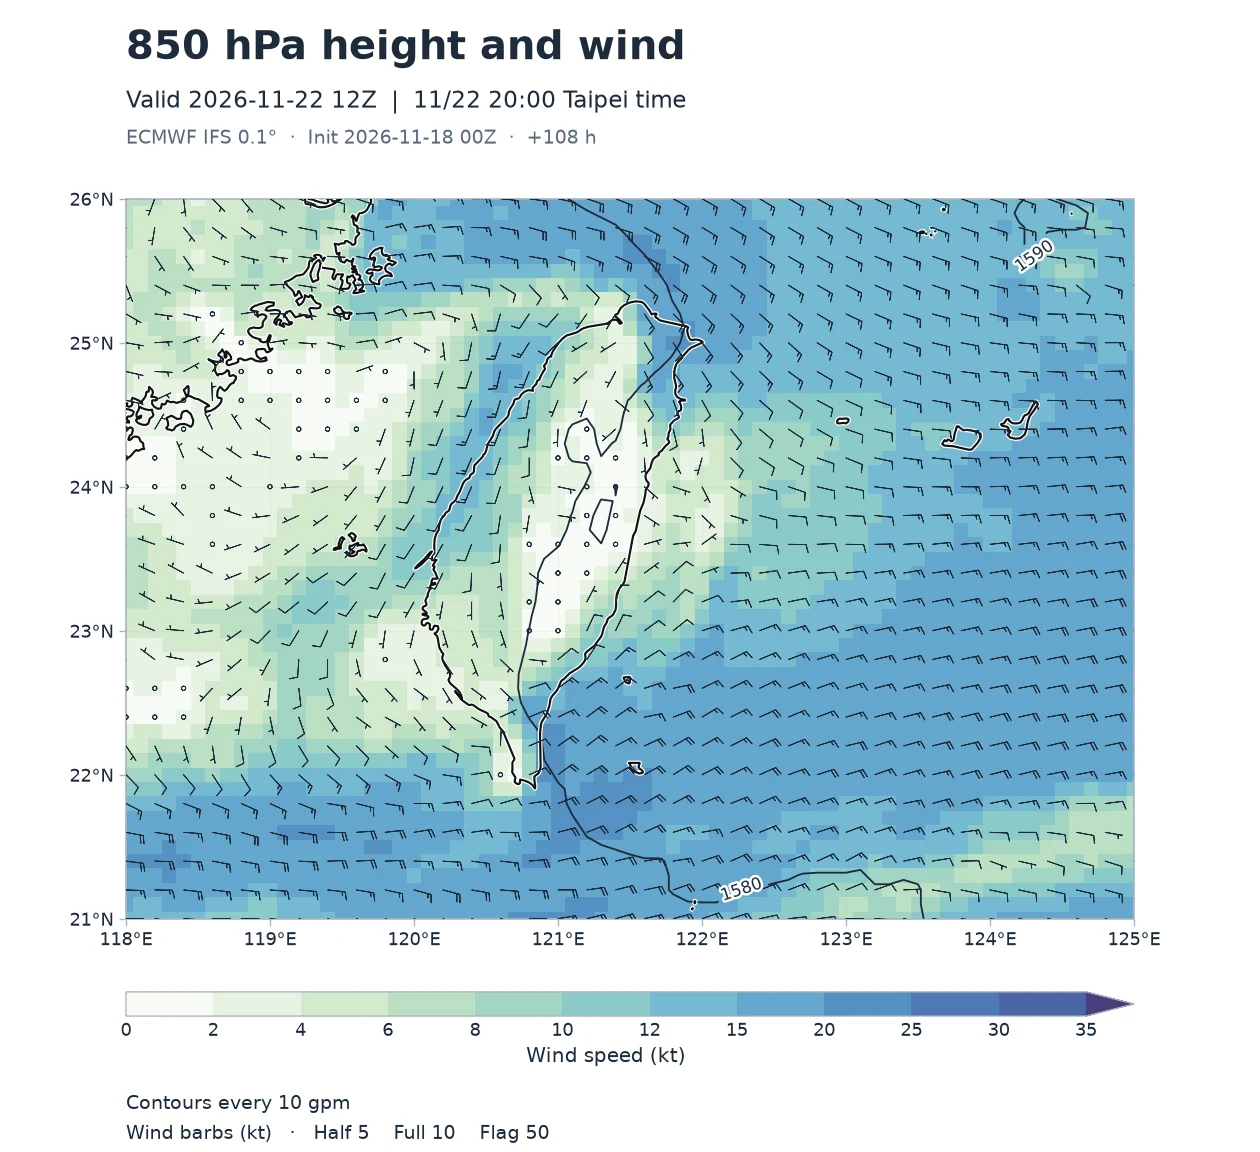 850 hPa height and wind
Valid 2026-11-22 12Z | 11/22 20:00 Taipei time
ECMWF IFS 0.1° · Init 2026-11-18 00Z · +108 h
26°N
1590
25°N
24°N
23°N
22°N
1580
21°N
118°E 119°E 120°E 121°E 122°E 123°E 124°E 125°E
0 2 4 6 8 10 12 15 20 25 30 35
Wind speed (kt)
Contours every 10 gpm
Wind barbs (kt) · Half 5 Full 10 Flag 50